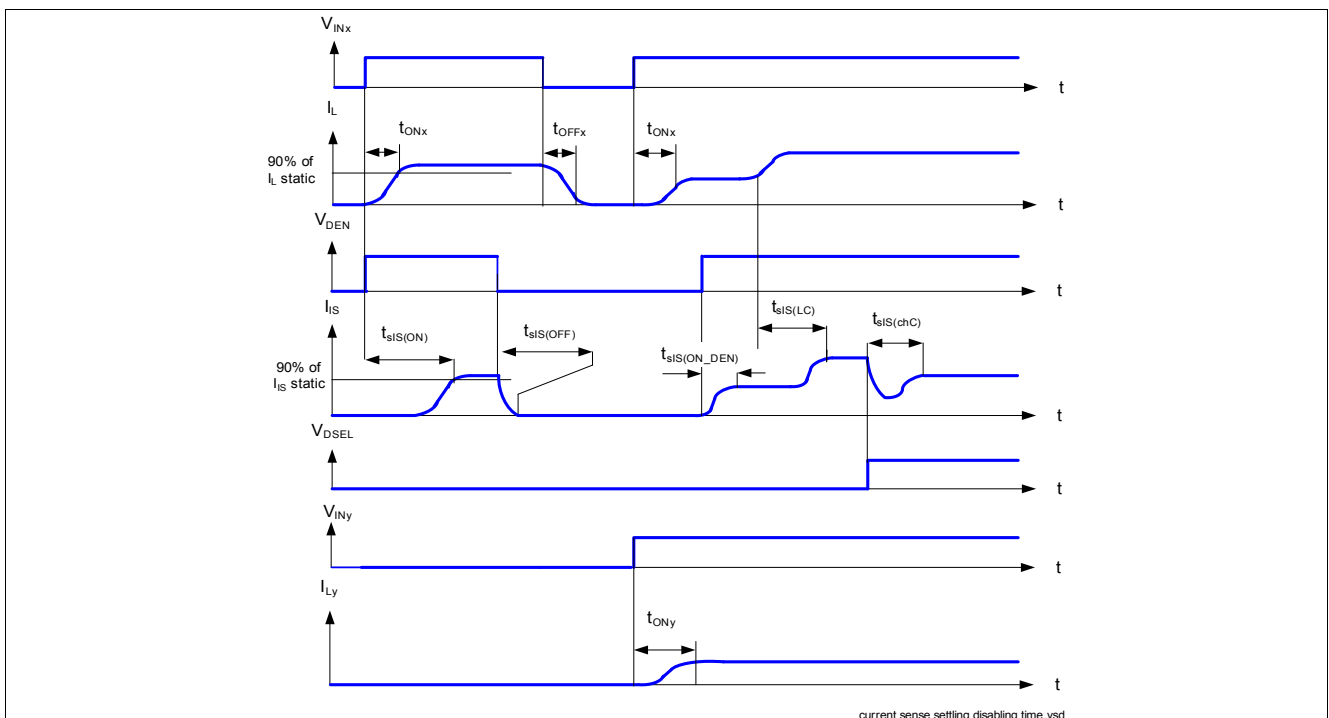 V_INx
t
I_L
t_ONx
t_OFFx
t_ONx
90% of
I_L static
t
V_DEN
t
I_IS
t_sIS(ON)
t_sIS(OFF)
t_sIS(LC)
t_sIS(chC)
t_sIS(ON_DEN)
90% of
I_IS static
t
V_DSEL
t
V_INy
t
I_Ly
t_ONy
t
current sense settling disabling time.vsd